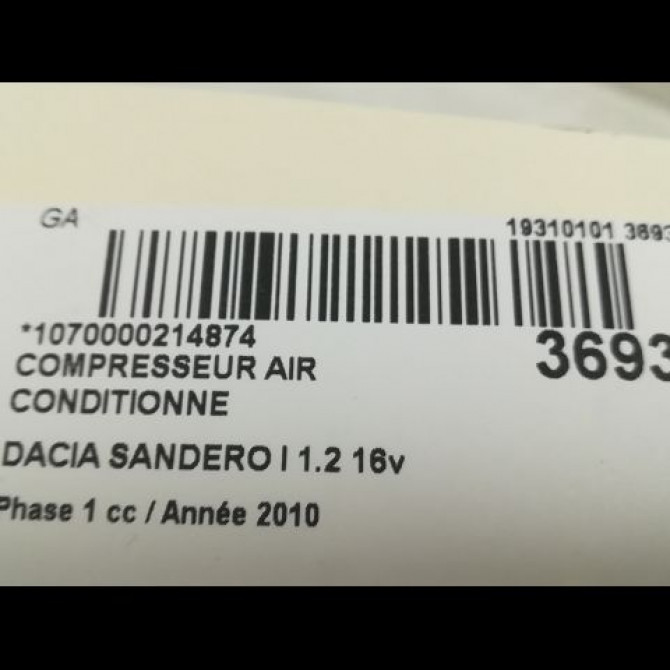 GA
19310101 3693
*1070000214874
3693
COMPRESSEUR AIR
CONDITIONNE
DACIA SANDERO I 1.2 16v
Phase 1 cc / Année 2010